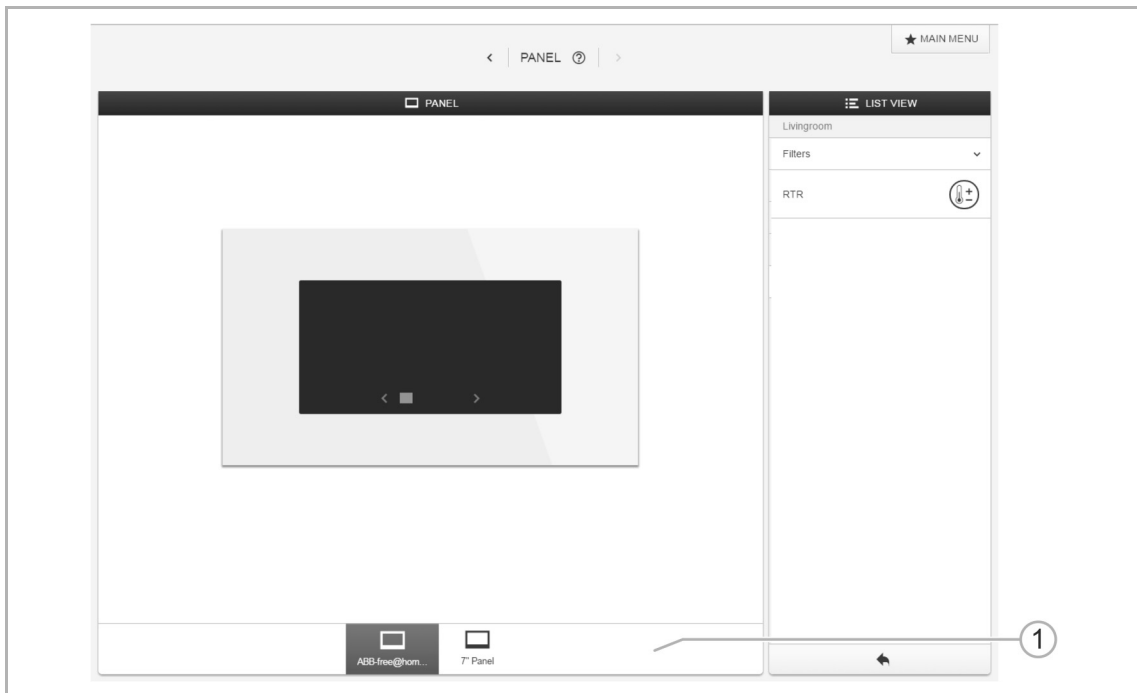 ★ MAIN MENU
< PANEL ? >
PANEL
LIST VIEW
Livingroom
Filters
RTR
ABB-free@hom...
7" Panel
1